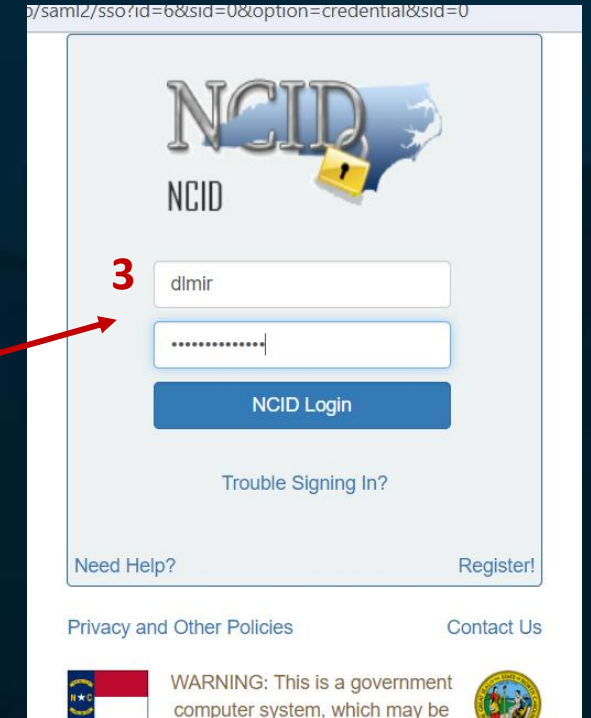 o/saml2/sso?id=6&sid=0&option=credential&sid=0
NCID
NCID
3
dlmir
••••••••••••••
NCID Login
Trouble Signing In?
Need Help? Register!
Privacy and Other Policies Contact Us
WARNING: This is a government
computer system, which may be